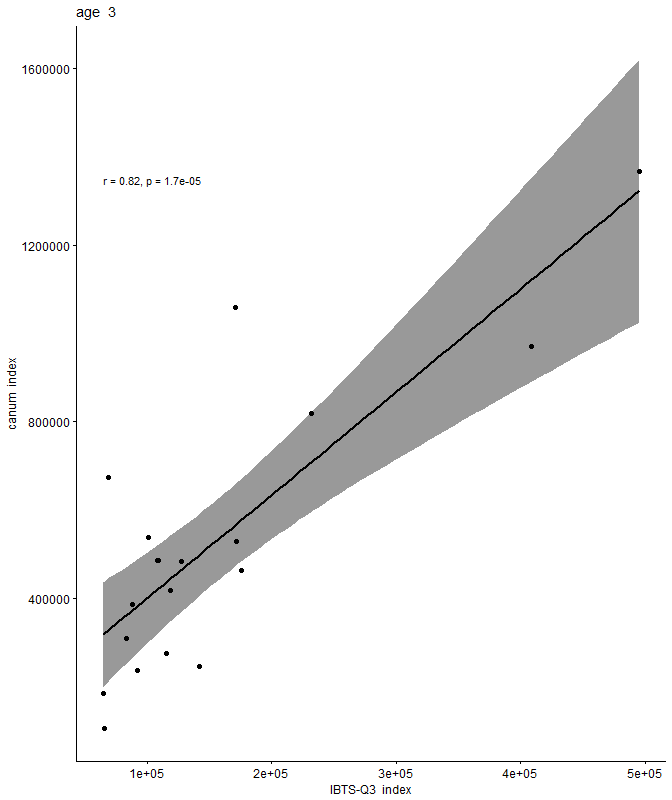 age 3
1600000
r = 0.82, p = 1.7e-05
1200000
canum index
800000
400000
1e+05 2e+05 3e+05 4e+05 5e+05
IBTS-Q3 index